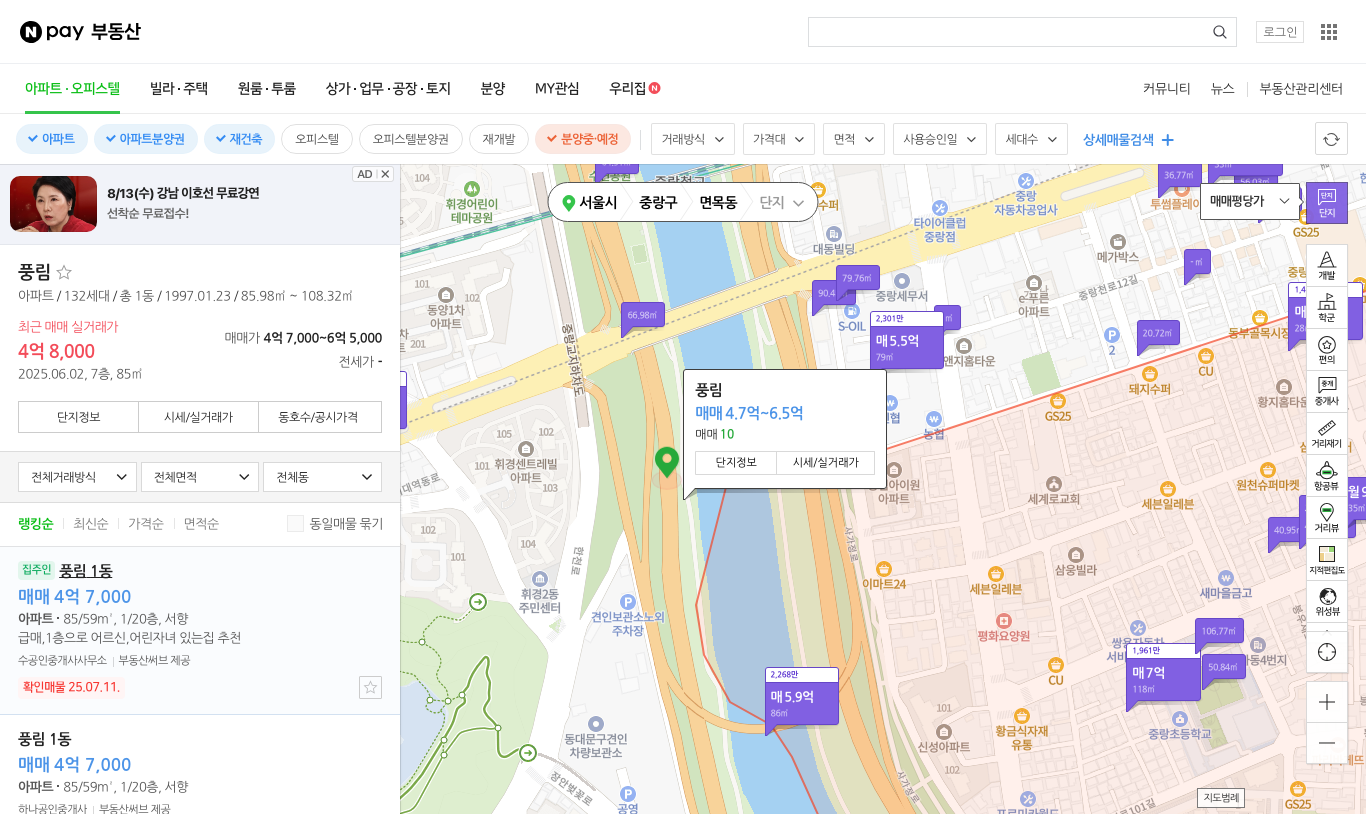 N pay 부동산
로그인
아파트·오피스텔
빌라·주택
원룸·투룸
상가·업무·공장·토지
분양
MY관심
우리집 N
커뮤니티
뉴스
부동산관리센터
아파트
아파트분양권
재건축
오피스텔
오피스텔분양권
재개발
분양중·예정
거래방식
가격대
면적
사용승인일
세대수
상세매물검색
AD
8/13(수) 강남 이호선 무료강연
선착순 무료접수!
풍림
아파트 / 132세대 / 총 1동 / 1997.01.23 / 85.98㎡ ~ 108.32㎡
최근 매매 실거래가
4억 8,000
2025.06.02, 7층, 85㎡
매매가 4억 7,000~6억 5,000
전세가 -
단지정보
시세/실거래가
동호수/공시가격
전체거래방식
전체면적
전체동
랭킹순
최신순
가격순
면적순
동일매물 묶기
집주인 풍림 1동
매매 4억 7,000
아파트 · 85/59m², 1/20층, 서향
급매,1층으로 어르신,어린자녀 있는집 추천
수공인중개사사무소
부동산써브 제공
확인매물 25.07.11.
풍림 1동
매매 4억 7,000
아파트 · 85/59m², 1/20층, 서향
하나공인중개사
부동산써브 제공
서울시
중랑구
면목동
단지
매매평당가
단지
단지
개발
학군
편의
중개
중개사
거리재기
항공뷰
거리뷰
지적편집도
위성뷰
지도범례
풍림
매매 4.7억~6.5억
매매 10
단지정보
시세/실거래가
104
103
휘경어린이
테마공원
중랑
자동차공업사
타이어클럽
중랑점
대동빌딩
메가박스
GS25
36.77㎡
79.76㎡
중랑세무서
중랑천로12길
- ㎡
66.98㎡
102
동양1차
아파트
201
S-OIL
2,301만
매5.5억
79㎡
e푸른
아파트
2
20.72㎡
동부골목시장
CU
돼지수퍼
GS25
황지홈타운
농협
중랑교지하차도
105
102
101
휘경센트레빌
아파트
103
아파트
세계로교회
세븐일레븐
원천슈퍼마켓
102
101
104
한천로
사가정로
이마트24
세븐일레븐
삼웅빌라
새마을금고
휘경2동
주민센터
견인보관소노외
주차장
평화요양원
106.77㎡
1,961만
매7억
118㎡
50.84㎡
CU
2,268만
매5.9억
86㎡
황금식자재
유통
중랑초등학교
101
신성아파트
102
동대문구견인
차량보관소
장안벚꽃로
공영
GS25